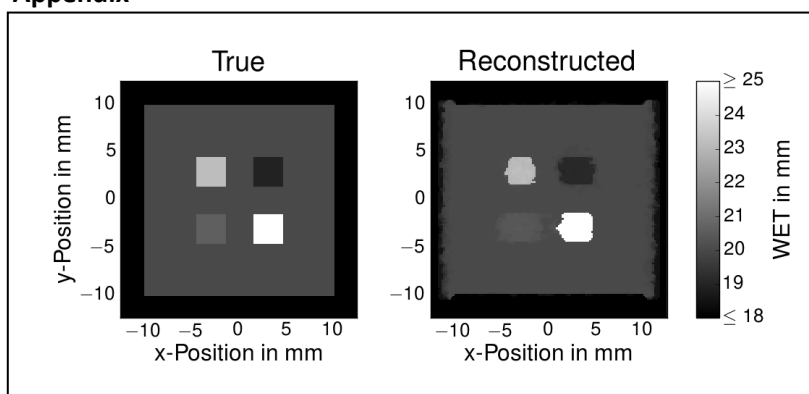 Appendix
True
Reconstructed
y-Position in mm
10
5
0
−5
−10
−10 −5 0 5 10
x-Position in mm
−10 −5 0 5 10
x-Position in mm
10
5
0
−5
−10
≥ 25
24
23
22
21
20
19
≤ 18
WET in mm